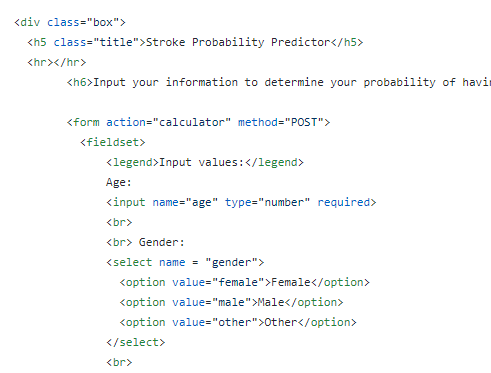 <div class="box">
<h5 class="title">Stroke Probability Predictor</h5>
<hr></hr>
<h6>Input your information to determine your probability of
<form action="calculator" method="POST">
<fieldset>
<legend>Input values:</legend>
Age:
<input name="age" type="number" required>
<br>
<br> Gender:
<select name = "gender">
<option value="female">Female</option>
<option value="male">Male</option>
<option value="other">Other</option>
</select>
<br>